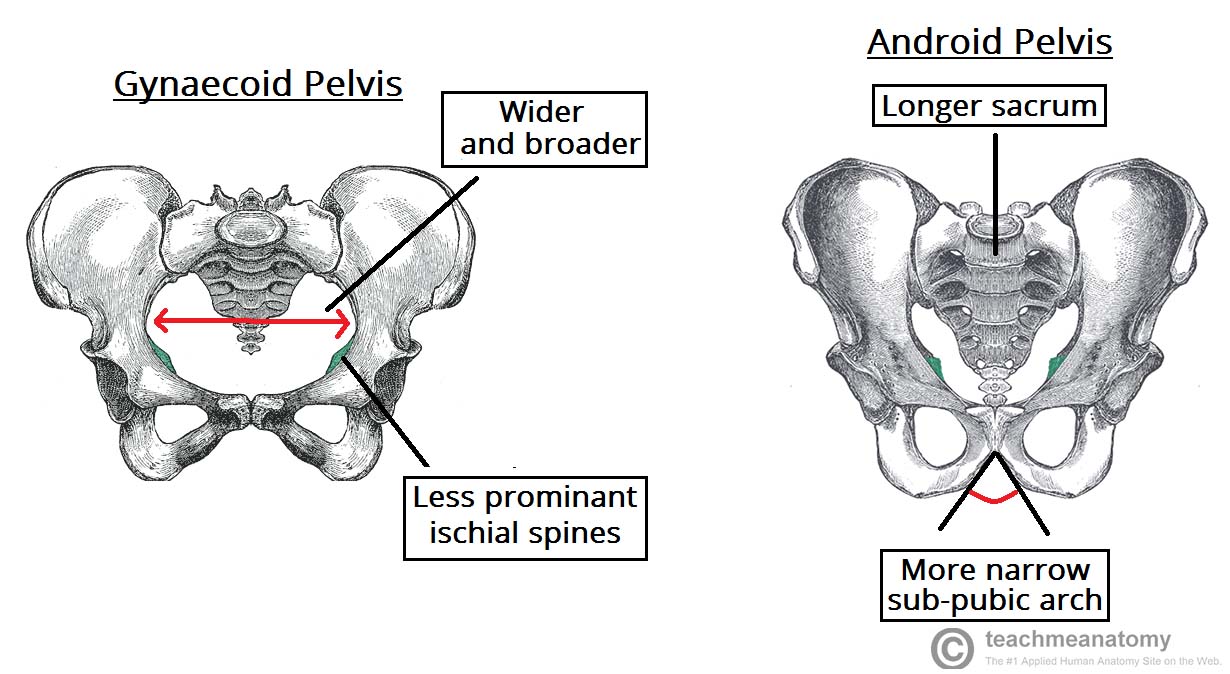 Gynaecoid Pelvis
Wider
and broader
Less prominant
ischial spines
Android Pelvis
Longer sacrum
More narrow
sub-pubic arch
© teachmeanatomy
The #1 Applied Human Anatomy Site on the Web.